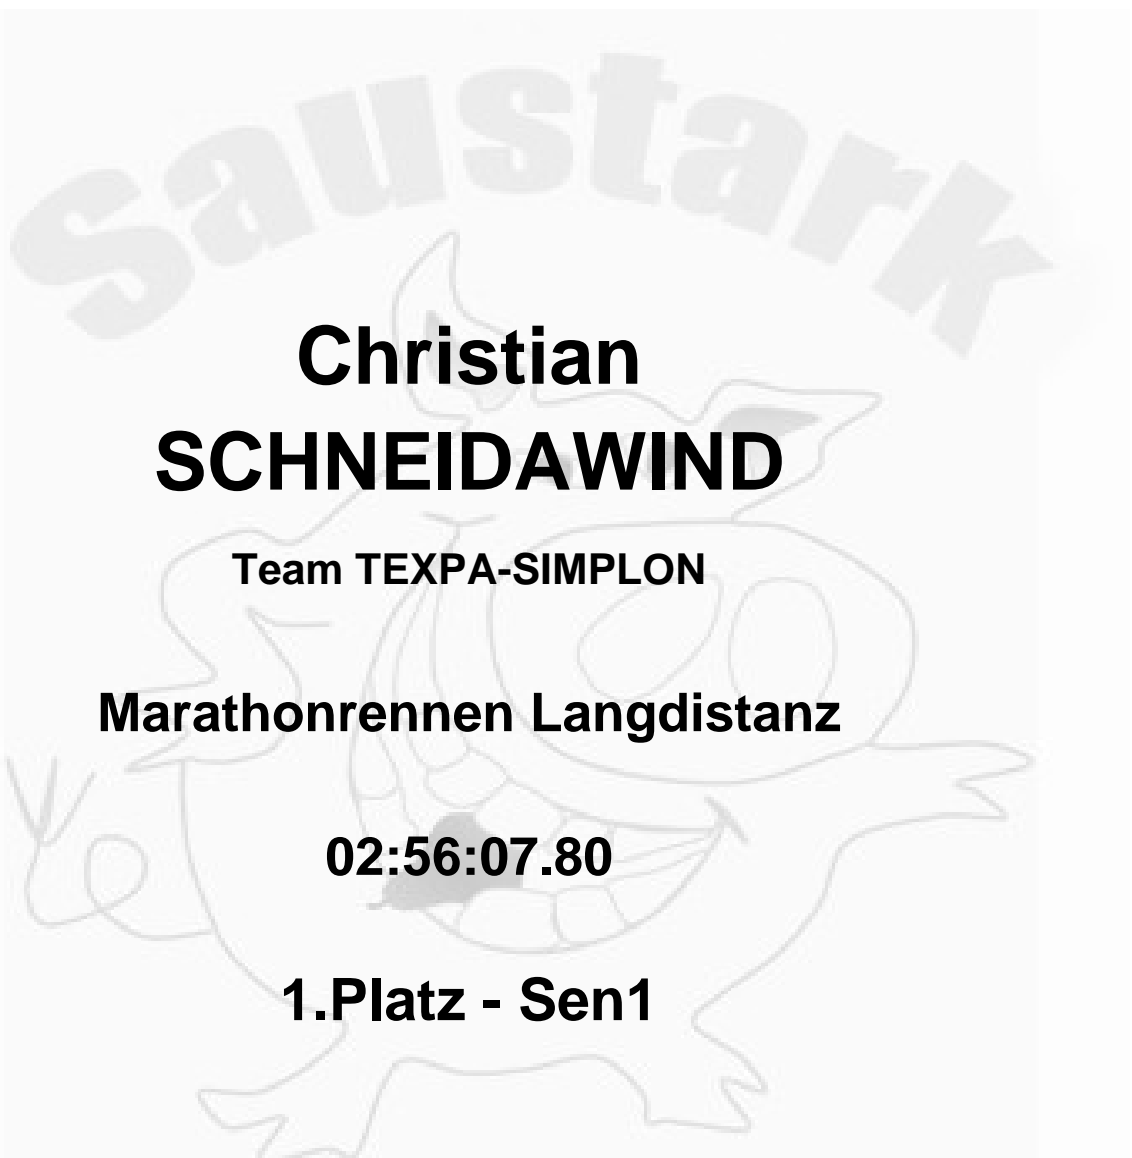 Saustark
Christian
SCHNEIDAWIND
Team TEXPA-SIMPLON
Marathonrennen Langdistanz
02:56:07.80
1.Platz - Sen1